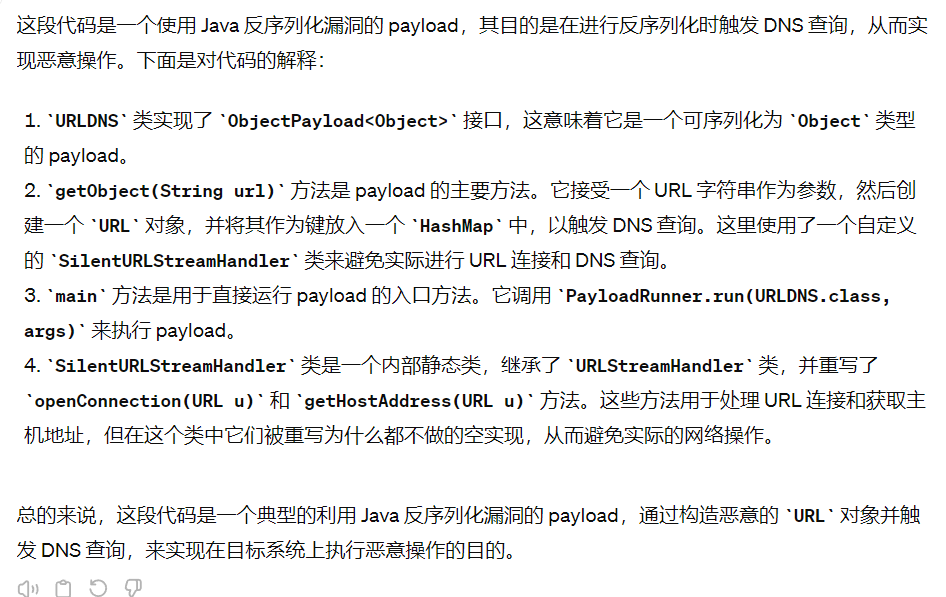 这段代码是一个使用 Java 反序列化漏洞的 payload，其目的是在进行反序列化时触发 DNS 查询，从而实
现恶意操作。下面是对代码的解释：
1. `URLDNS` 类实现了 `ObjectPayload<Object>` 接口，这意味着它是一个可序列化为 `Object` 类型
的 payload。
2. `getObject(String url)` 方法是 payload 的主要方法。它接受一个 URL 字符串作为参数，然后创
建一个 `URL` 对象，并将其作为键放入一个 `HashMap` 中，以触发 DNS 查询。这里使用了一个自定义
的 `SilentURLStreamHandler` 类来避免实际进行 URL 连接和 DNS 查询。
3. `main` 方法是用于直接运行 payload 的入口方法。它调用 `PayloadRunner.run(URLDNS.class,
args)` 来执行 payload。
4. `SilentURLStreamHandler` 类是一个内部静态类，继承了 `URLStreamHandler` 类，并重写了
`openConnection(URL u)` 和 `getHostAddress(URL u)` 方法。这些方法用于处理 URL 连接和获取主
机地址，但在这个类中它们被重写为什么都不做的空实现，从而避免实际的网络操作。
总的来说，这段代码是一个典型的利用 Java 反序列化漏洞的 payload，通过构造恶意的 `URL` 对象并触
发 DNS 查询，来实现在目标系统上执行恶意操作的目的。